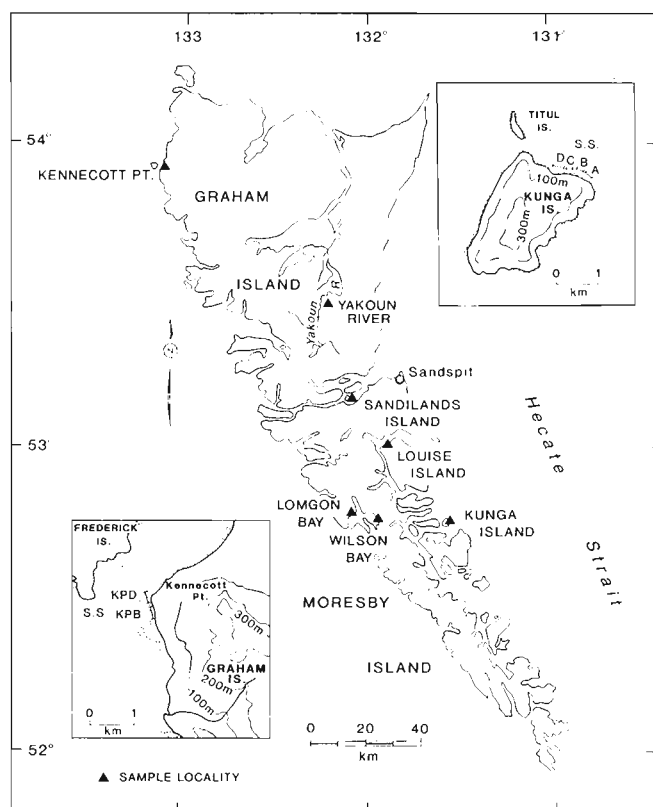 133
132°
131°
54°
KENNECOTT PT.
GRAHAM
ISLAND
Yakoun R
YAKOUN
RIVER
Sandspit
SANDILANDS
ISLAND
53°
LOUISE
ISLAND
LOMGON
BAY
WILSON
BAY
KUNGA
ISLAND
Hecate
Strait
MORESBY
ISLAND
52°
0 20 40
km
▲ SAMPLE LOCALITY
TITUL
IS.
S.S.
D C B A
100m
KUNGA
IS.
300m
0 1
km
FREDERICK
IS.
KPD
Kennecott
Pt.
S.S
KPB
300m
GRAHAM
IS.
200m
100m
0 1
km